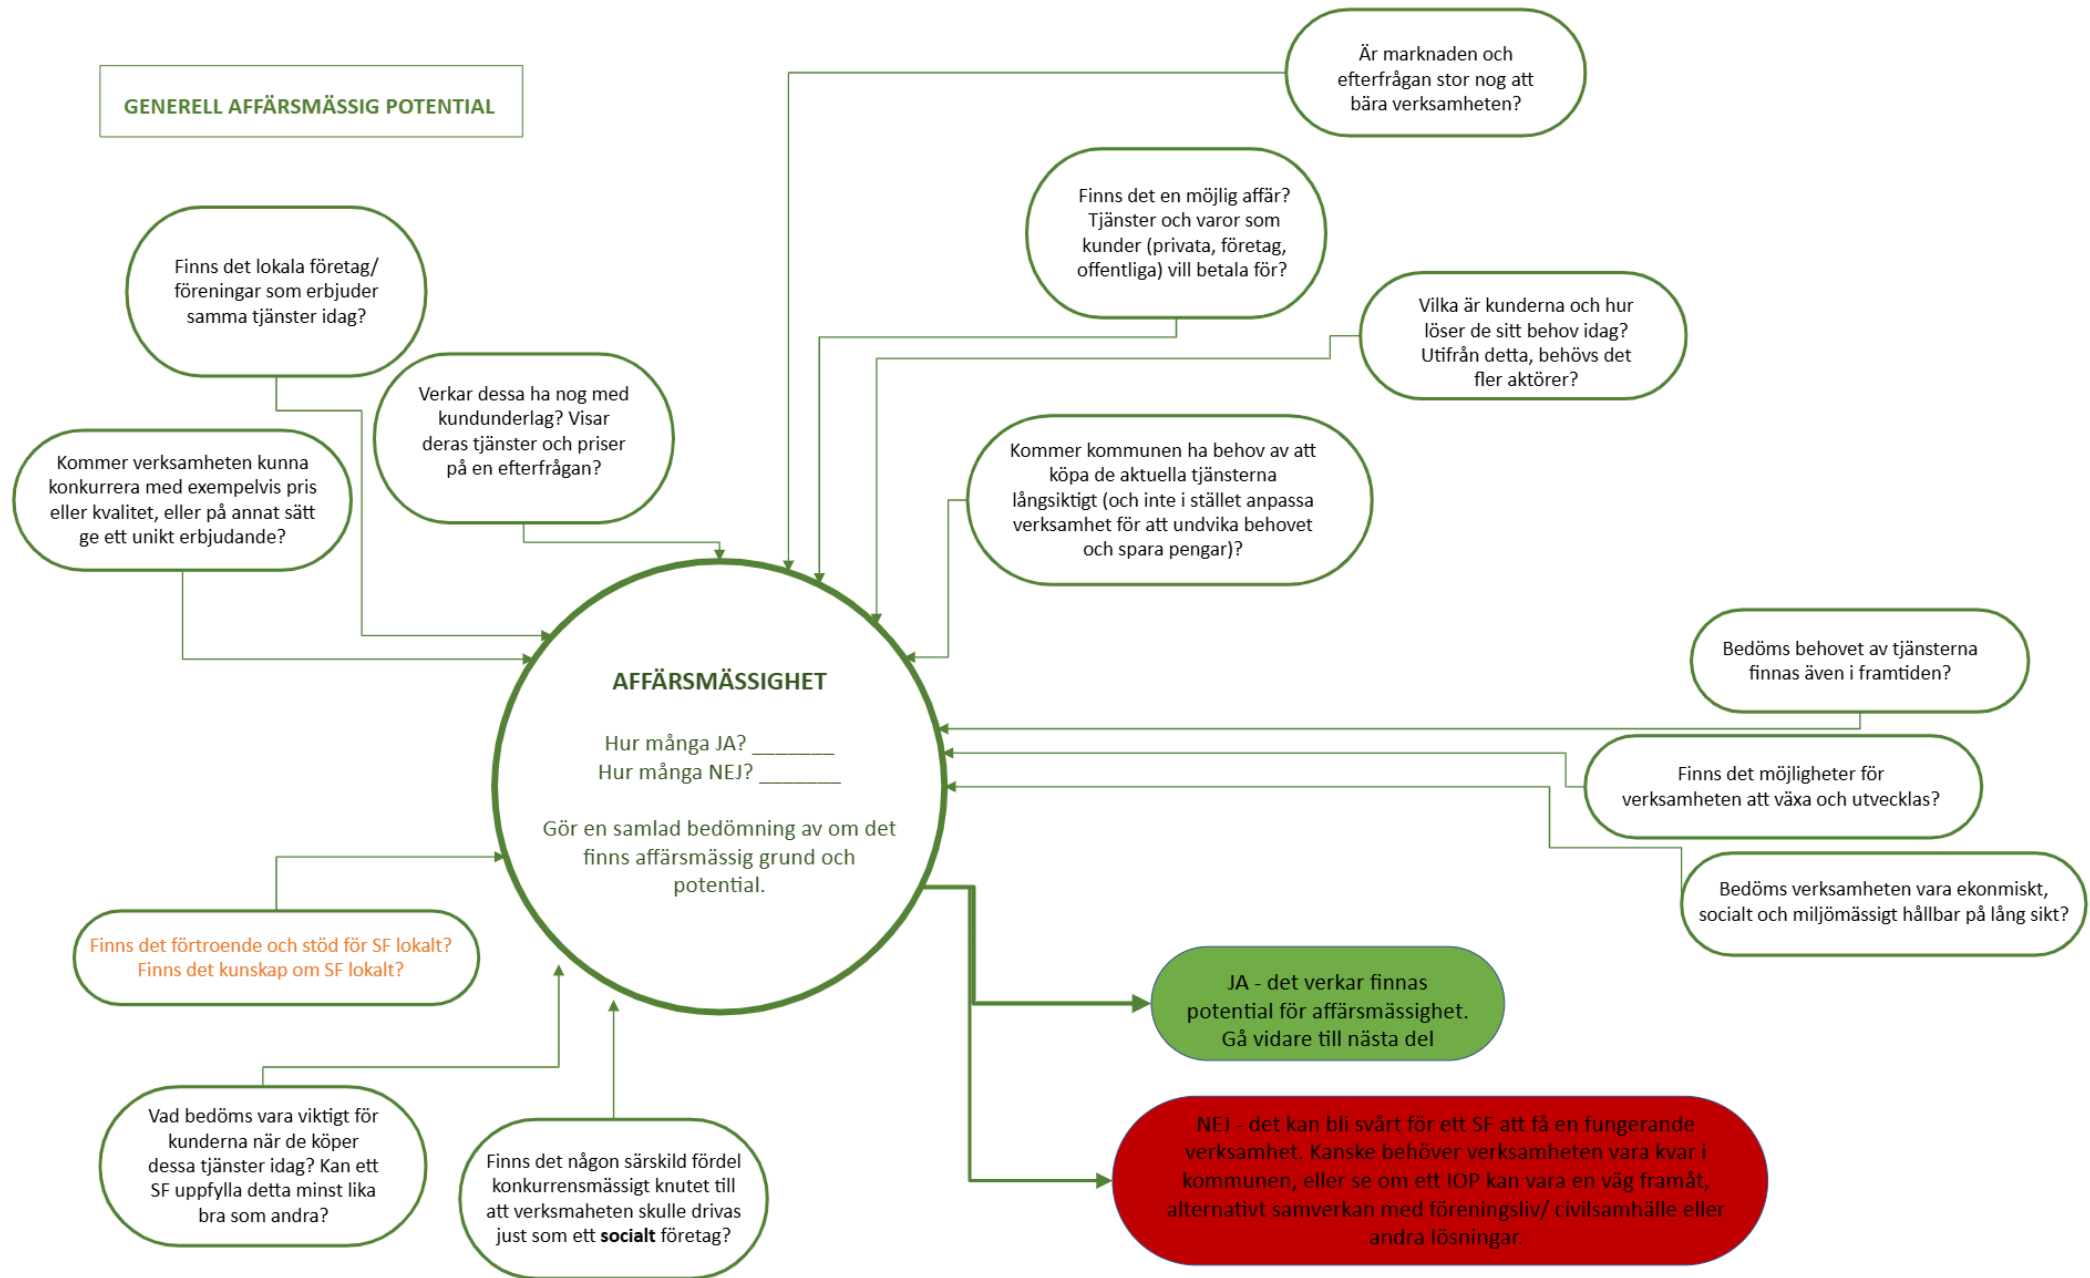 GENERELL AFFÄRSMÄSSIG POTENTIAL
Är marknaden och
efterfrågan stor nog att
bära verksamheten?
Finns det en möjlig affär?
Tjänster och varor som
kunder (privata, företag,
offentliga) vill betala för?
Finns det lokala företag/
föreningar som erbjuder
samma tjänster idag?
Vilka är kunderna och hur
löser de sitt behov idag?
Utifrån detta, behövs det
fler aktörer?
Verkar dessa ha nog med
kundunderlag? Visar
deras tjänster och priser
på en efterfrågan?
Kommer verksamheten kunna
konkurrera med exempelvis pris
eller kvalitet, eller på annat sätt
ge ett unikt erbjudande?
Kommer kommunen ha behov av att
köpa de aktuella tjänsterna
långsiktigt (och inte i stället anpassa
verksamhet för att undvika behovet
och spara pengar)?
AFFÄRSMÄSSIGHET
Hur många JA? _______
Hur många NEJ? _______
Gör en samlad bedömning av om det
finns affärsmässig grund och
potential.
Bedöms behovet av tjänsterna
finnas även i framtiden?
Finns det möjligheter för
verksamheten att växa och utvecklas?
Bedöms verksamheten vara ekonmiskt,
socialt och miljömässigt hållbar på lång sikt?
Finns det förtroende och stöd för SF lokalt?
Finns det kunskap om SF lokalt?
JA - det verkar finnas
potential för affärsmässighet.
Gå vidare till nästa del
Vad bedöms vara viktigt för
kunderna när de köper
dessa tjänster idag? Kan ett
SF uppfylla detta minst lika
bra som andra?
Finns det någon särskild fördel
konkurrensmässigt knutet till
att verksmaheten skulle drivas
just som ett socialt företag?
NEJ - det kan bli svårt för ett SF att få en fungerande
verksamhet. Kanske behöver verksamheten vara kvar i
kommunen, eller se om ett IOP kan vara en väg framåt,
alternativt samverkan med föreningsliv/ civilsamhälle eller
andra lösningar.